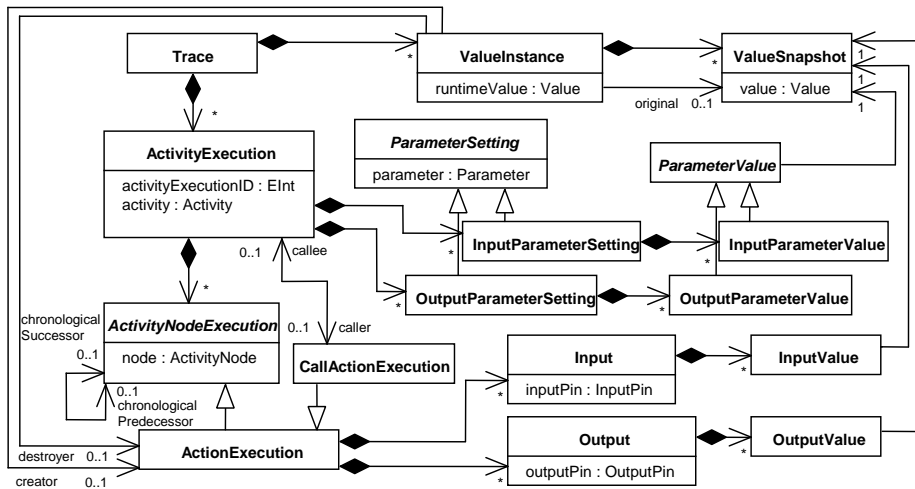 Trace
*
ValueInstance
runtimeValue : Value
*
ValueSnapshot
value : Value
1
1
1
original 0..1
*
ActivityExecution
activityExecutionID : EInt
activity : Activity
ParameterSetting
parameter : Parameter
ParameterValue
0..1 callee
*
InputParameterSetting
*
InputParameterValue
*
OutputParameterSetting
*
OutputParameterValue
*
chronological
Successor
0..1
ActivityNodeExecution
node : ActivityNode
0..1 caller
CallActionExecution
0..1
chronological
Predecessor
*
Input
inputPin : InputPin
*
InputValue
destroyer 0..1
creator 0..1
ActionExecution
*
Output
outputPin : OutputPin
*
OutputValue